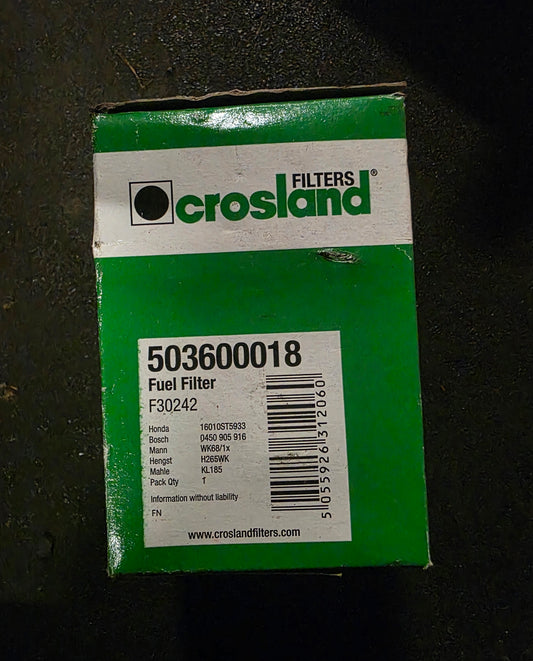 FILTERS
crosland®
503600018
Fuel Filter
F30242
Honda 16010ST5933
Bosch 0450 905 916
Mann WK68/1x
Hengst H265WK
Mahle KL185
Pack Qty 1
Information without liability
FN
www.croslandfilters.com
5 055926 312060